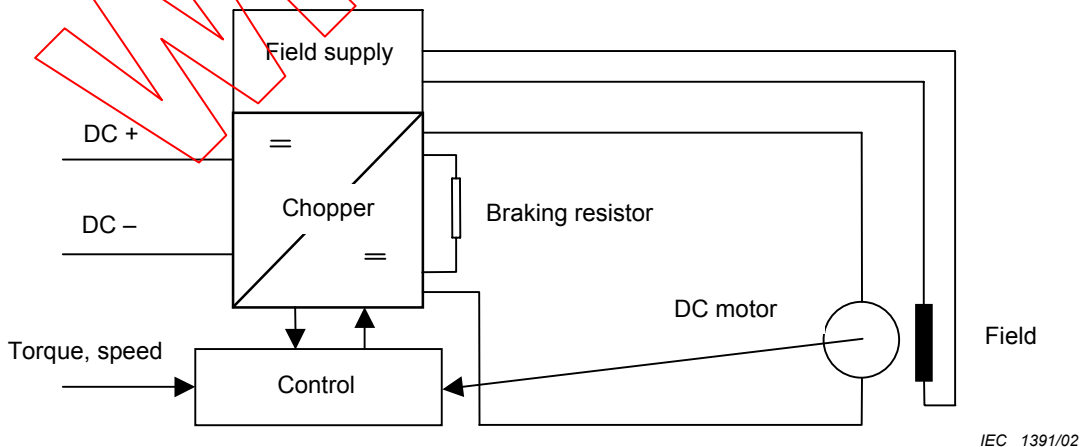 Field supply
DC +
Chopper
Braking resistor
DC –
DC motor
Torque, speed
Field
Control
IEC 1391/02